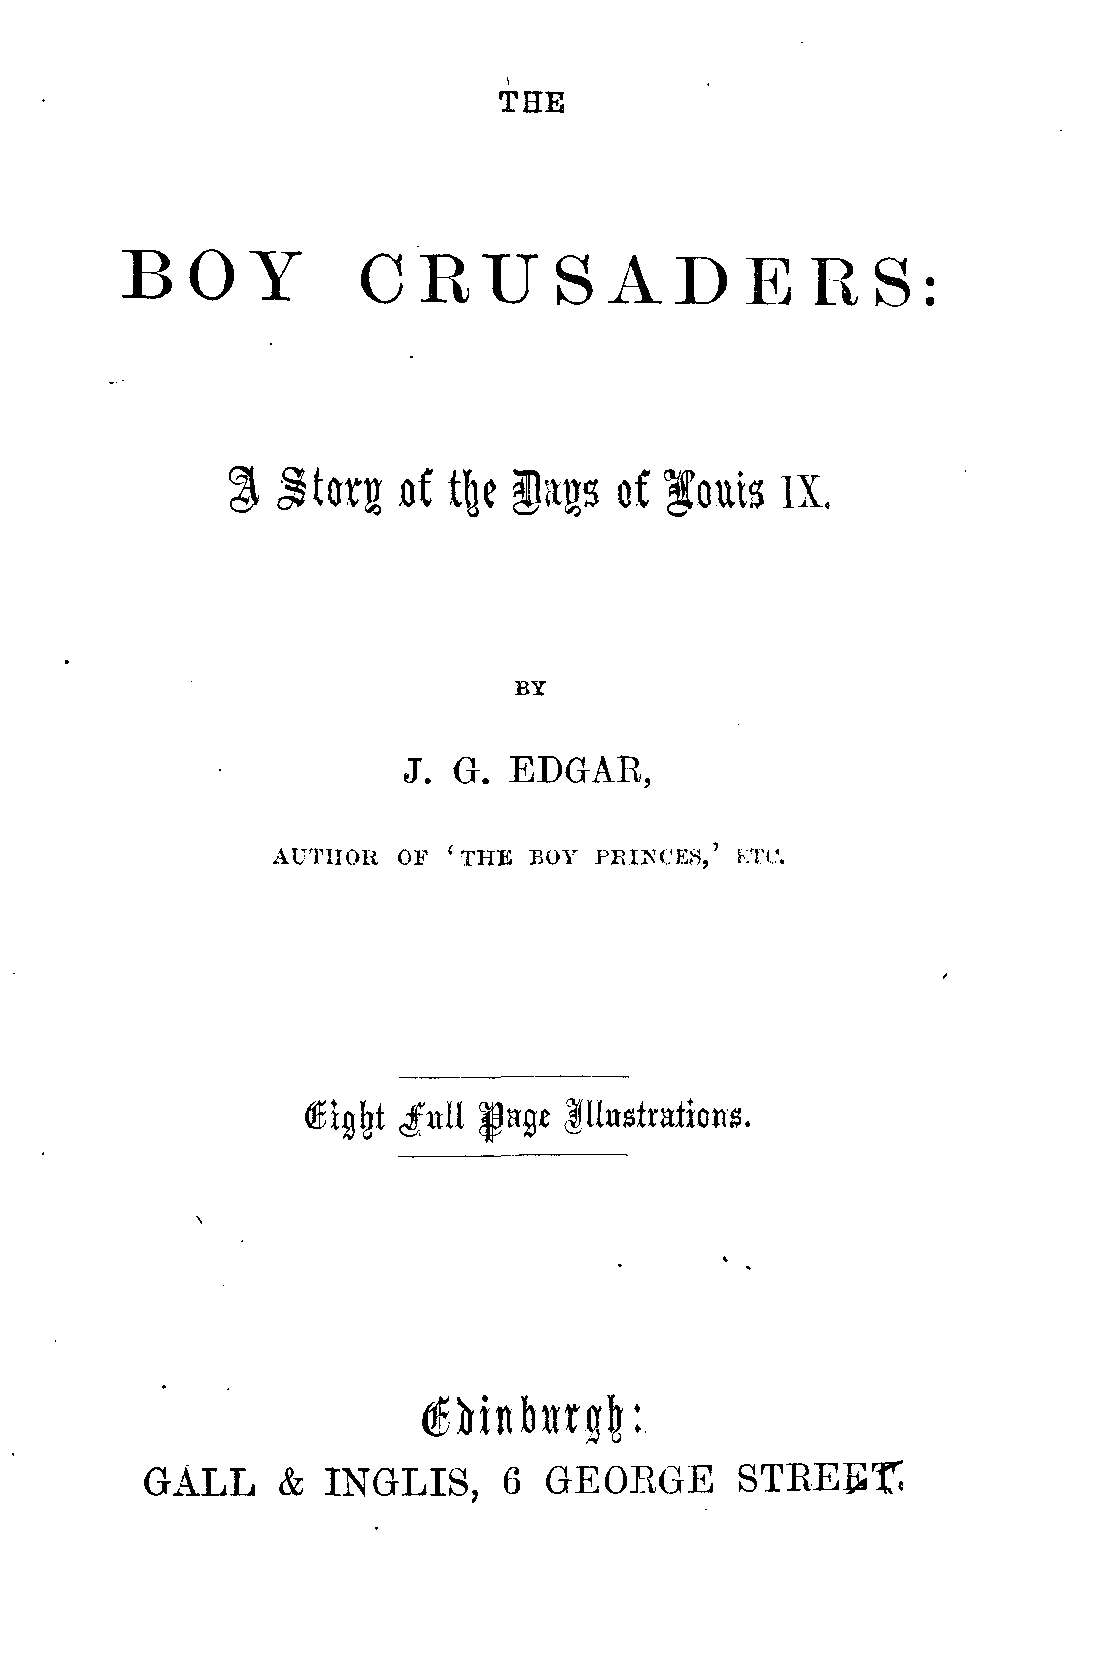 THE
BOY CRUSADERS:
A Story of the Days of Louis IX.
BY
J. G. EDGAR,
AUTHOR OF ‘THE BOY PRINCES,’ ETC.
Eight Full Page Illustrations.
Edinburgh:
GALL & INGLIS, 6 GEORGE STREET.